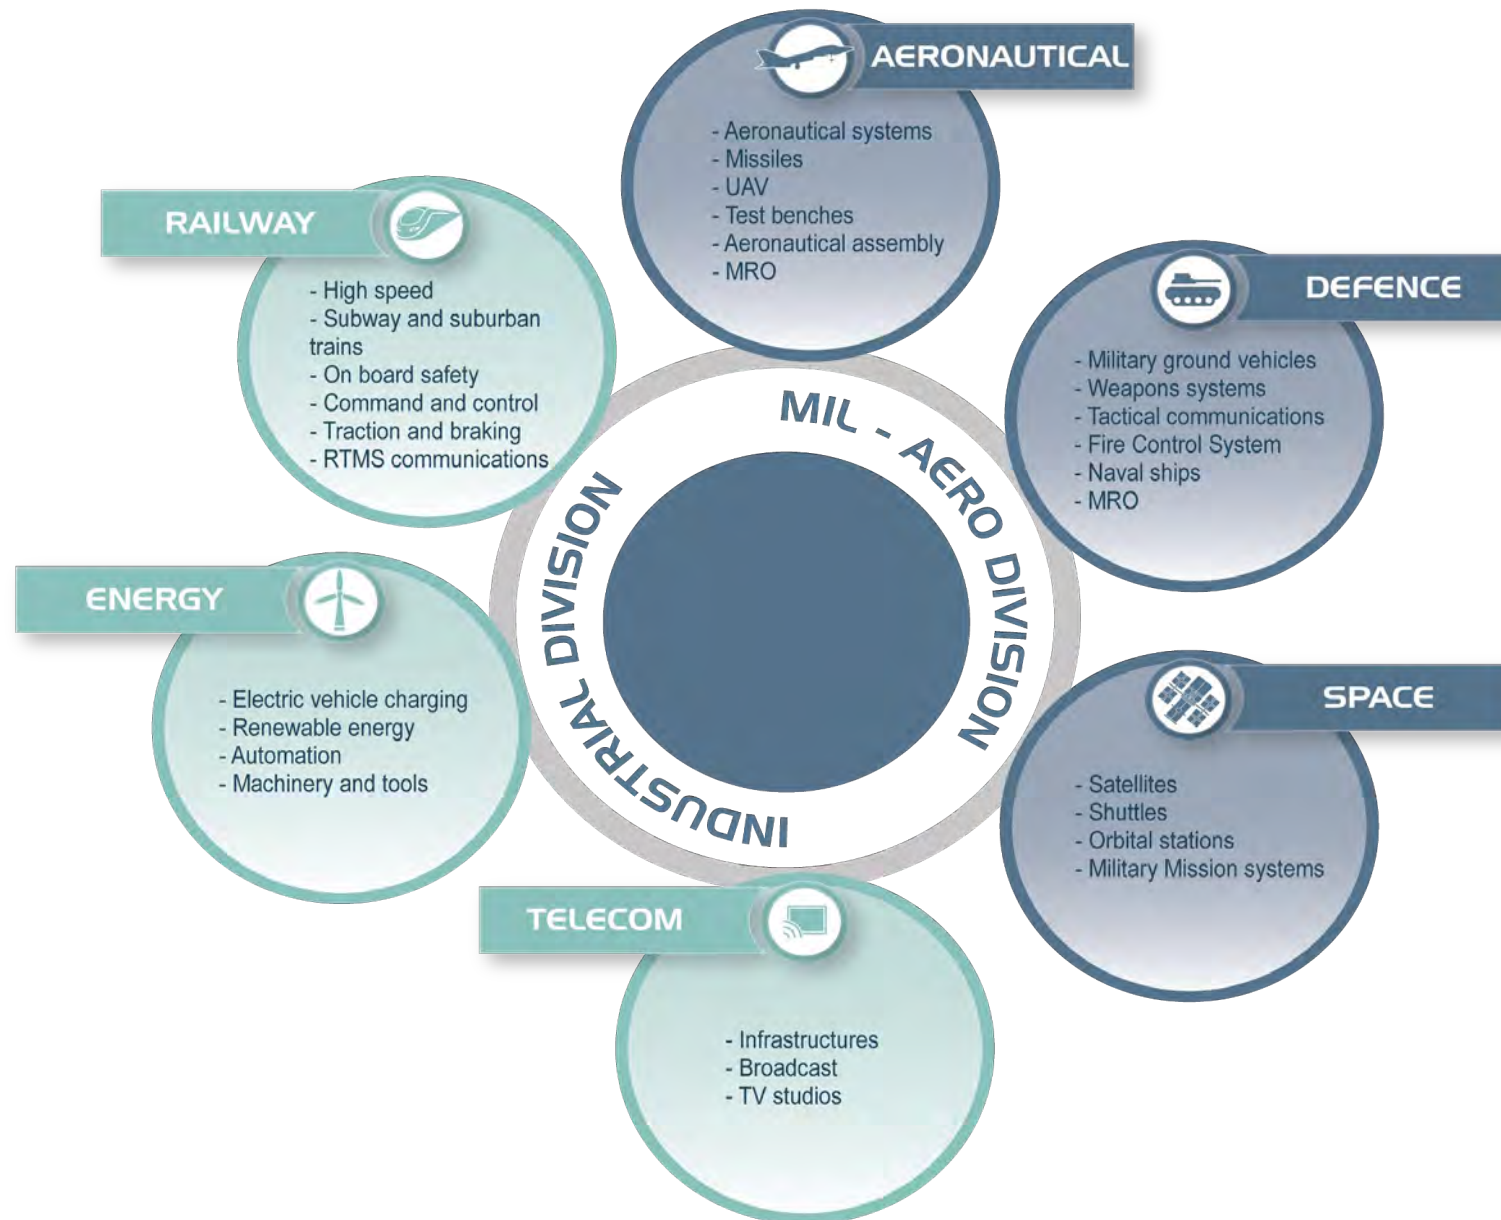 AERONAUTICAL
- Aeronautical systems
- Missiles
- UAV
- Test benches
- Aeronautical assembly
- MRO
RAILWAY
- High speed
- Subway and suburban
trains
- On board safety
- Command and control
- Traction and braking
- RTMS communications
DEFENCE
- Military ground vehicles
- Weapons systems
- Tactical communications
- Fire Control System
- Naval ships
- MRO
MIL - AERO DIVISION
INDUSTRIAL DIVISION
ENERGY
- Electric vehicle charging
- Renewable energy
- Automation
- Machinery and tools
SPACE
- Satellites
- Shuttles
- Orbital stations
- Military Mission systems
TELECOM
- Infrastructures
- Broadcast
- TV studios